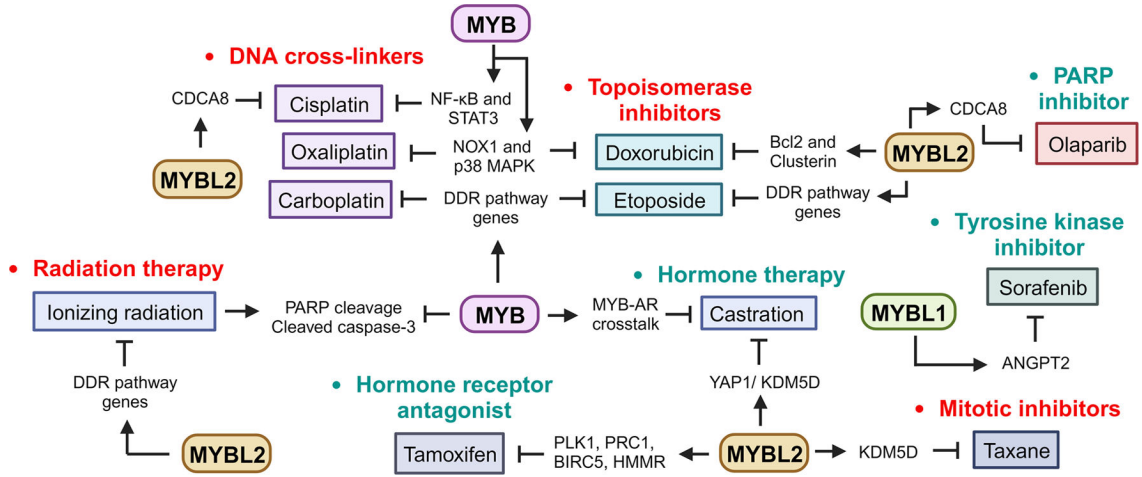 MYB
• DNA cross-linkers
CDCA8
Cisplatin
NF-κB and
STAT3
MYBL2
Oxaliplatin
NOX1 and
p38 MAPK
Carboplatin
DDR pathway
genes
• Topoisomerase
inhibitors
Doxorubicin
Bcl2 and
Clusterin
Etoposide
DDR pathway
genes
MYBL2
CDCA8
• PARP
inhibitor
Olaparib
• Tyrosine kinase
inhibitor
Sorafenib
MYBL1
ANGPT2
• Radiation therapy
Ionizing radiation
PARP cleavage
Cleaved caspase-3
MYB
MYB-AR
crosstalk
• Hormone therapy
Castration
DDR pathway
genes
MYBL2
YAP1/ KDM5D
• Hormone receptor
antagonist
Tamoxifen
PLK1, PRC1,
BIRC5, HMMR
MYBL2
KDM5D
• Mitotic inhibitors
Taxane